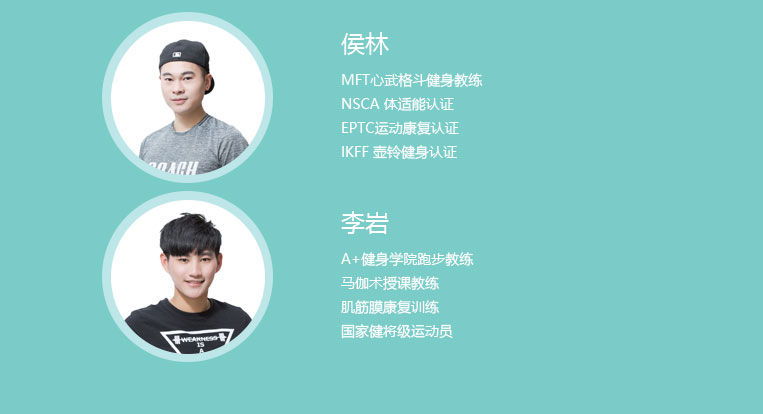 侯林
MFT心武格斗健身教练
NSCA 体适能认证
EPTC运动康复认证
IKFF 壶铃健身认证
COACH
李岩
A+健身学院跑步教练
马伽术授课教练
肌筋膜康复训练
国家健将级运动员
WEAKNESS
IS
A